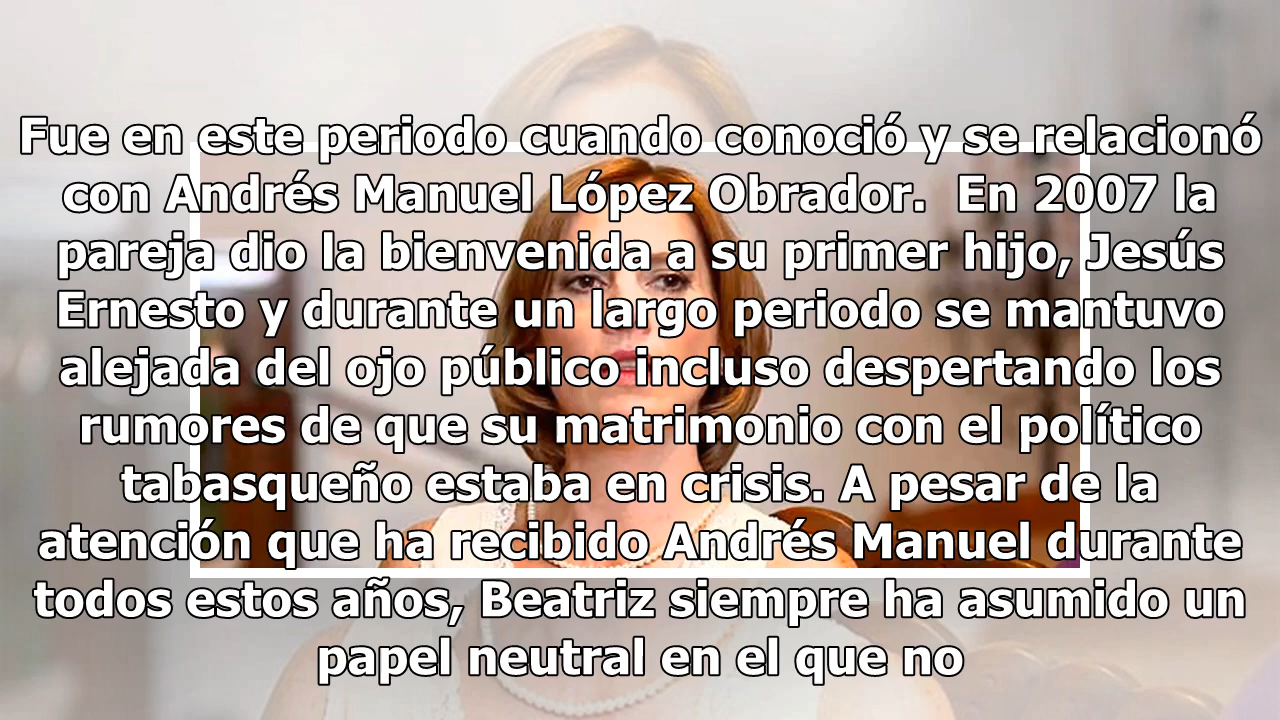 Fue en este periodo cuando conoció y se relacionó
con Andrés Manuel López Obrador.  En 2007 la
pareja dio la bienvenida a su primer hijo, Jesús
Ernesto y durante un largo periodo se mantuvo
alejada del ojo público incluso despertando los
rumores de que su matrimonio con el político
tabasqueño estaba en crisis. A pesar de la
atención que ha recibido Andrés Manuel durante
todos estos años, Beatriz siempre ha asumido un
papel neutral en el que no